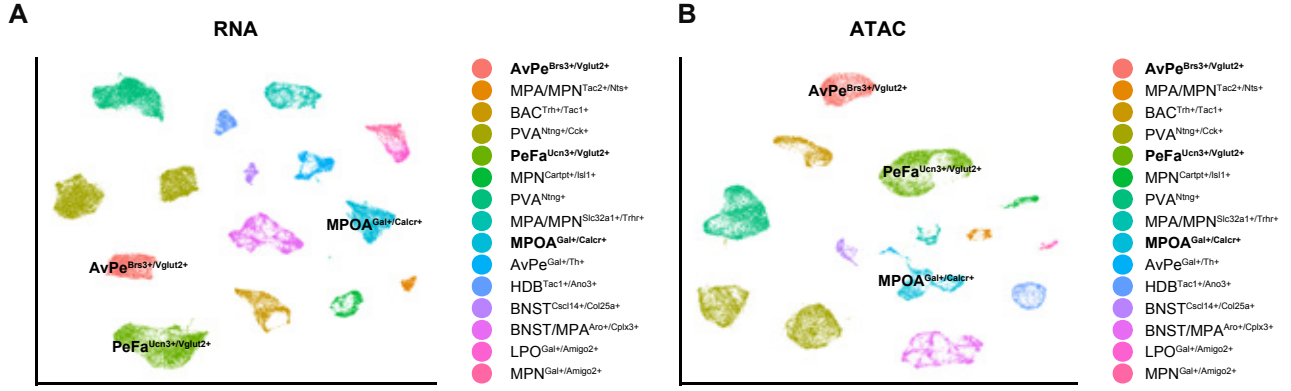 A
RNA
AvPe^Brs3+/Vglut2+
MPOA^Gal+/Calcr+
PeFa^Ucn3+/Vglut2+
AvPe^Brs3+/Vglut2+
MPA/MPN^Tac2+/Nts+
BAC^Trh+/Tac1+
PVA^Ntng+/Cck+
PeFa^Ucn3+/Vglut2+
MPN^Cartpt+/Isl1+
PVA^Ntng+
MPA/MPN^Slc32a1+/Trhr+
MPOA^Gal+/Calcr+
AvPe^Gal+/Th+
HDB^Tac1+/Ano3+
BNST^Cscl14+/Col25a+
BNST/MPA^Aro+/Cplx3+
LPO^Gal+/Amigo2+
MPN^Gal+/Amigo2+
B
ATAC
AvPe^Brs3+/Vglut2+
PeFa^Ucn3+/Vglut2+
MPOA^Gal+/Calcr+
AvPe^Brs3+/Vglut2+
MPA/MPN^Tac2+/Nts+
BAC^Trh+/Tac1+
PVA^Ntng+/Cck+
PeFa^Ucn3+/Vglut2+
MPN^Cartpt+/Isl1+
PVA^Ntng+
MPA/MPN^Slc32a1+/Trhr+
MPOA^Gal+/Calcr+
AvPe^Gal+/Th+
HDB^Tac1+/Ano3+
BNST^Cscl14+/Col25a+
BNST/MPA^Aro+/Cplx3+
LPO^Gal+/Amigo2+
MPN^Gal+/Amigo2+